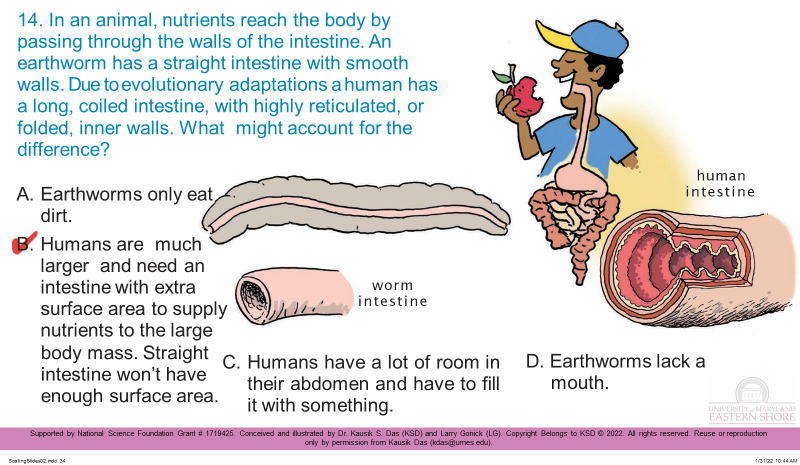 14. In an animal, nutrients reach the body by
passing through the walls of the intestine. An
earthworm has a straight intestine with smooth
walls. Due to evolutionary adaptations a human has
a long, coiled intestine, with highly reticulated, or
folded, inner walls. What might account for the
difference?
A. Earthworms only eat
dirt.
B. Humans are much
larger and need an
intestine with extra
surface area to supply
nutrients to the large
body mass. Straight
intestine won't have
enough surface area.
human
intestine
worm
intestine
C. Humans have a lot of room in
their abdomen and have to fill
it with something.
D. Earthworms lack a
mouth.
UNIVERSITY of MARYLAND
EASTERN SHORE
Supported by National Science Foundation Grant # 1719425. Conceived and illustrated by Dr. Kausik S. Das (KSD) and Larry Gonick (LG). Copyright Belongs to KSD © 2022. All rights reserved. Reuse or reproduction
only by permission from Kausik Das (kdas@umes.edu).
ScalingSlides02.indd 34
1/31/22 10:44 AM